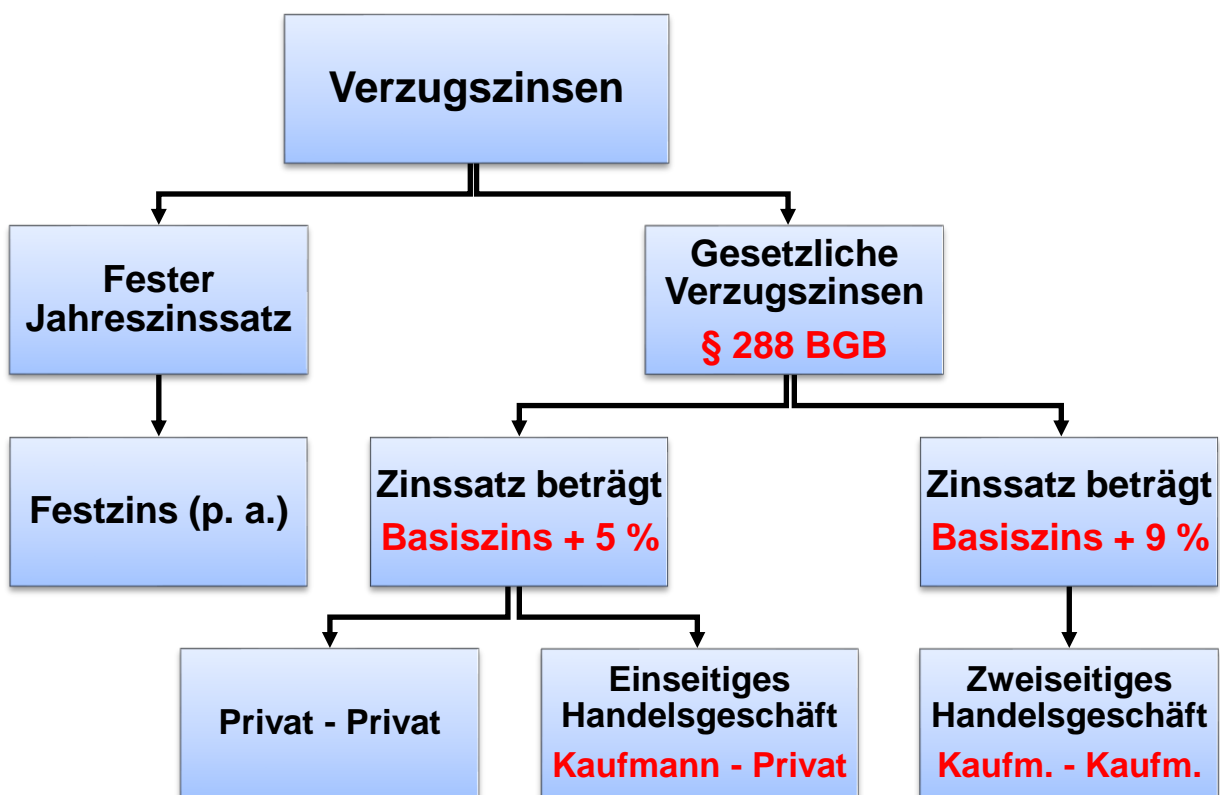 Verzugszinsen
Fester
Jahreszinssatz
Gesetzliche
Verzugszinsen
§ 288 BGB
Festzins (p. a.)
Zinssatz beträgt
Basiszins + 5 %
Zinssatz beträgt
Basiszins + 9 %
Privat - Privat
Einseitiges
Handelsgeschäft
Kaufmann - Privat
Zweiseitiges
Handelsgeschäft
Kaufm. - Kaufm.